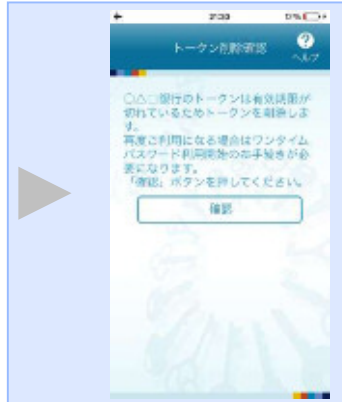 21:33
トークン削除確認
?
ヘルプ
○△□銀行のトークンは有効期限が
切れているためトークンを削除しま
す。
再度ご利用になる場合はワンタイム
パスワード利用開始のお手続きが必
要になります。
「確認」ボタンを押してください。
確認